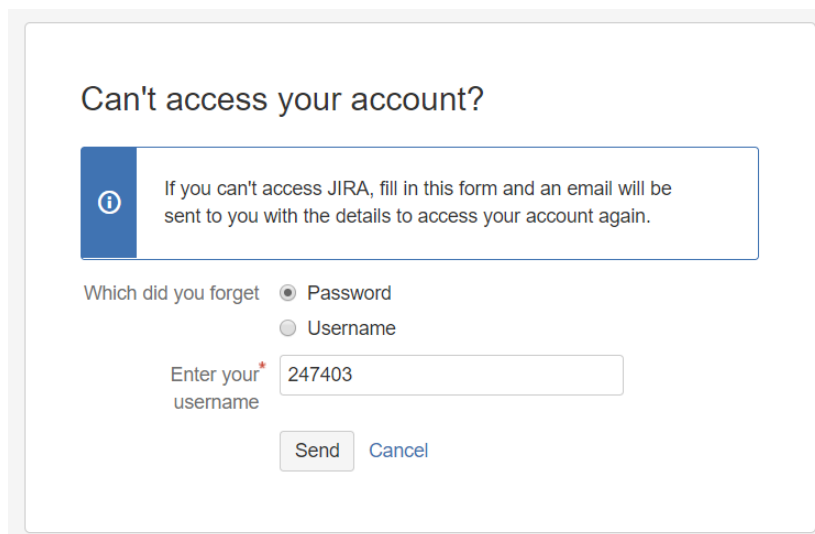 Can't access your account?
If you can't access JIRA, fill in this form and an email will be
sent to you with the details to access your account again.
Which did you forget
Password
Username
Enter your*
username
247403
Send
Cancel